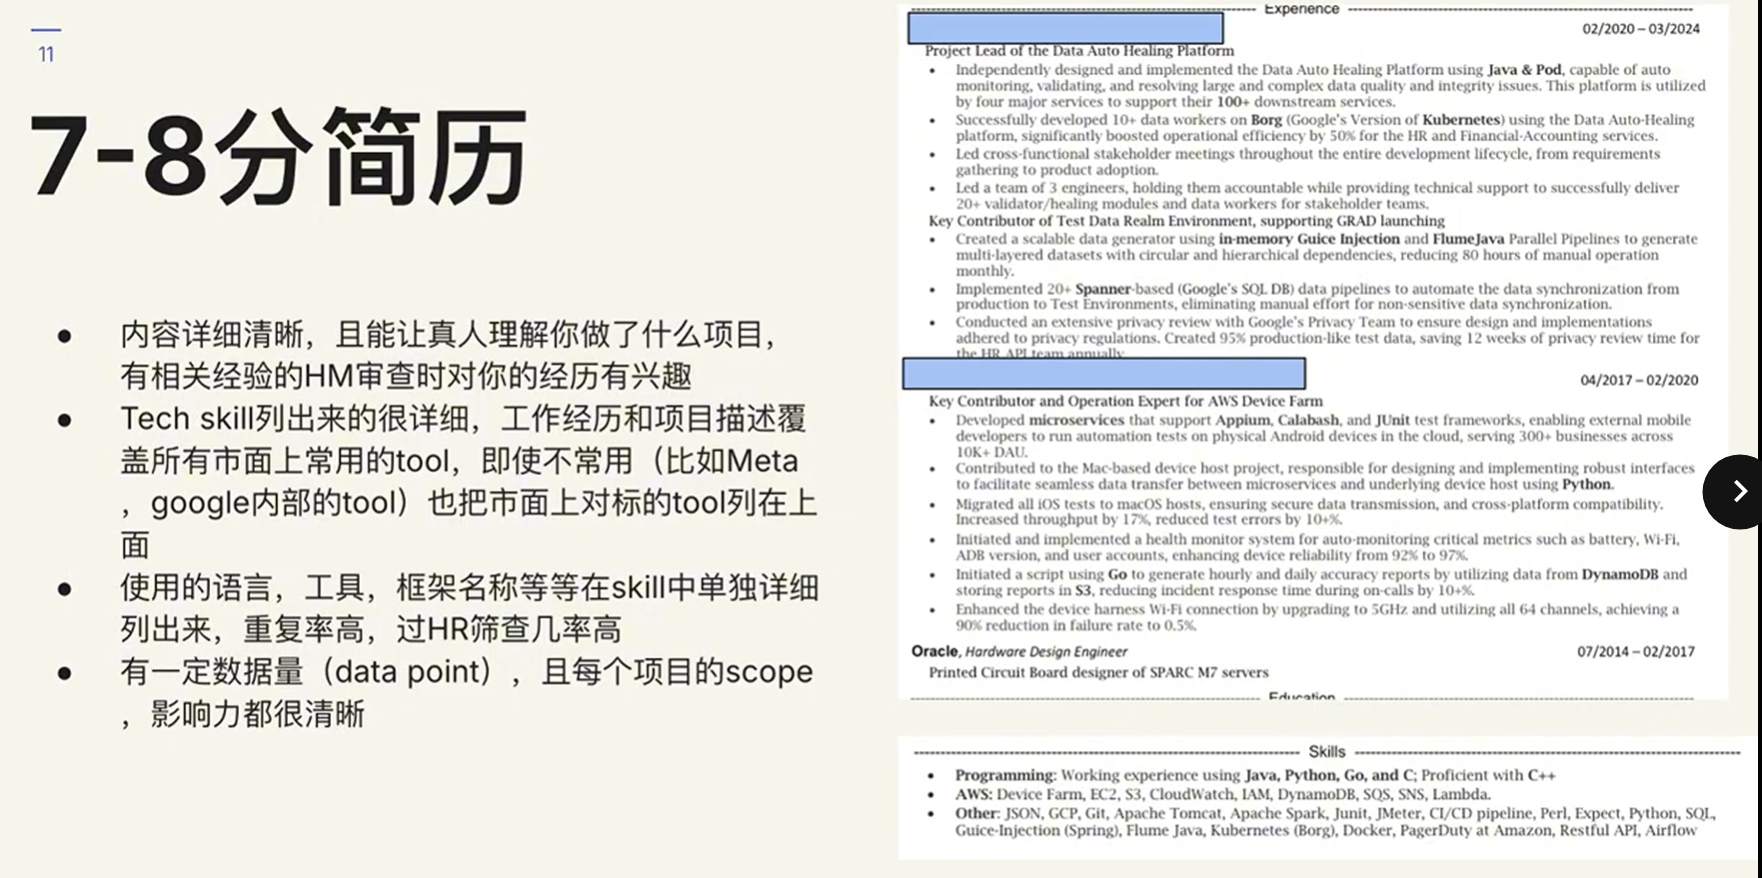 11
7-8分简历
● 内容详细清晰，且能让真人理解你做了什么项目，
有相关经验的HM审查时对你的经历有兴趣
● Tech skill列出来的很详细，工作经历和项目描述覆
盖所有市面上常用的tool，即使不常用（比如Meta
，google内部的tool）也把市面上对标的tool列在上
面
● 使用的语言，工具，框架名称等等在skill中单独详细
列出来，重复率高，过HR筛查几率高
● 有一定数据量（data point），且每个项目的scope
，影响力都很清晰
Experience
02/2020 – 03/2024
Project Lead of the Data Auto Healing Platform
• Independently designed and implemented the Data Auto Healing Platform using Java & Pod, capable of auto
monitoring, validating, and resolving large and complex data quality and integrity issues. This platform is utilized
by four major services to support their 100+ downstream services.
• Successfully developed 10+ data workers on Borg (Google's Version of Kubernetes) using the Data Auto-Healing
platform, significantly boosted operational efficiency by 50% for the HR and Financial-Accounting services.
• Led cross-functional stakeholder meetings throughout the entire development lifecycle, from requirements
gathering to product adoption.
• Led a team of 3 engineers, holding them accountable while providing technical support to successfully deliver
20+ validator/healing modules and data workers for stakeholder teams.
Key Contributor of Test Data Realm Environment, supporting GRAD launching
• Created a scalable data generator using in-memory Guice Injection and FlumeJava Parallel Pipelines to generate
multi-layered datasets with circular and hierarchical dependencies, reducing 80 hours of manual operation
monthly.
• Implemented 20+ Spanner-based (Google's SQL DB) data pipelines to automate the data synchronization from
production to Test Environments, eliminating manual effort for non-sensitive data synchronization.
• Conducted an extensive privacy review with Google's Privacy Team to ensure design and implementations
adhered to privacy regulations. Created 95% production-like test data, saving 12 weeks of privacy review time for
the HR API team annually.
04/2017 – 02/2020
Key Contributor and Operation Expert for AWS Device Farm
• Developed microservices that support Appium, Calabash, and JUnit test frameworks, enabling external mobile
developers to run automation tests on physical Android devices in the cloud, serving 300+ businesses across
10K+ DAU.
• Contributed to the Mac-based device host project, responsible for designing and implementing robust interfaces
to facilitate seamless data transfer between microservices and underlying device host using Python.
• Migrated all iOS tests to macOS hosts, ensuring secure data transmission, and cross-platform compatibility.
Increased throughput by 17%, reduced test errors by 10+%.
• Initiated and implemented a health monitor system for auto-monitoring critical metrics such as battery, Wi-Fi,
ADB version, and user accounts, enhancing device reliability from 92% to 97%.
• Initiated a script using Go to generate hourly and daily accuracy reports by utilizing data from DynamoDB and
storing reports in S3, reducing incident response time during on-calls by 10+%.
• Enhanced the device harness Wi-Fi connection by upgrading to 5GHz and utilizing all 64 channels, achieving a
90% reduction in failure rate to 0.5%.
Oracle, Hardware Design Engineer 07/2014 – 02/2017
Printed Circuit Board designer of SPARC M7 servers
Education
Skills
• Programming: Working experience using Java, Python, Go, and C; Proficient with C++
• AWS: Device Farm, EC2, S3, CloudWatch, IAM, DynamoDB, SQS, SNS, Lambda.
• Other: JSON, GCP, Git, Apache Tomcat, Apache Spark, Junit, JMeter, CI/CD pipeline, Perl, Expect, Python, SQL,
Guice-Injection (Spring), Flume Java, Kubernetes (Borg), Docker, PagerDuty at Amazon, Restful API, Airflow